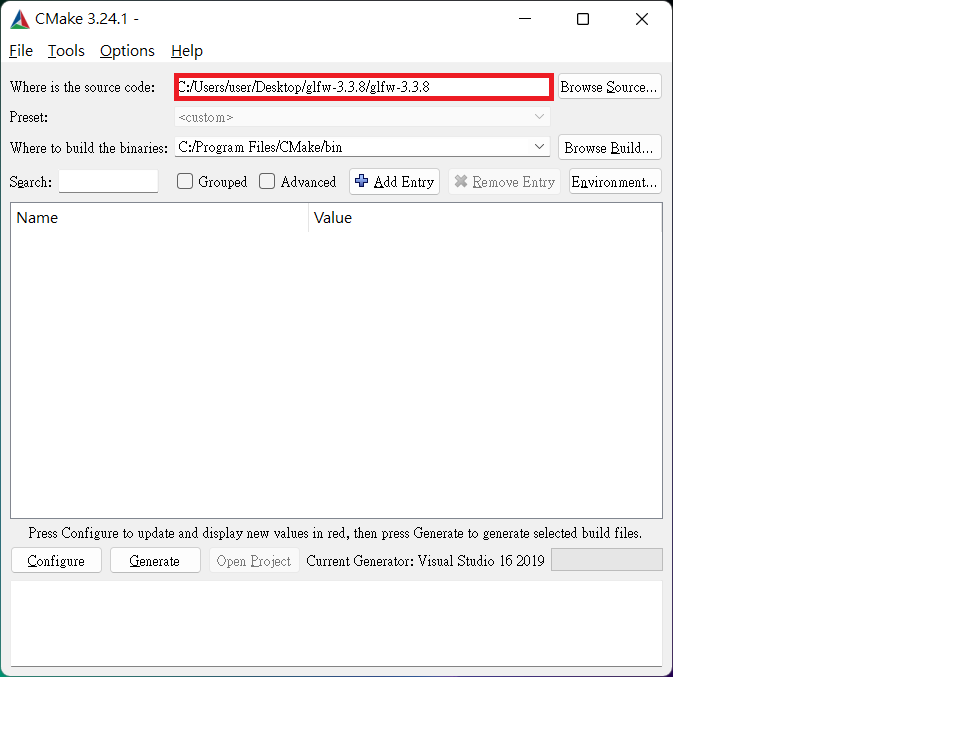 CMake 3.24.1 -
File Tools Options Help
Where is the source code: C:/Users/user/Desktop/glfw-3.3.8/glfw-3.3.8 Browse Source...
Preset: <custom>
Where to build the binaries: C:/Program Files/CMake/bin Browse Build...
Search: Grouped Advanced Add Entry Remove Entry Environment...
Name Value
Press Configure to update and display new values in red, then press Generate to generate selected build files.
Configure Generate Open Project Current Generator: Visual Studio 16 2019